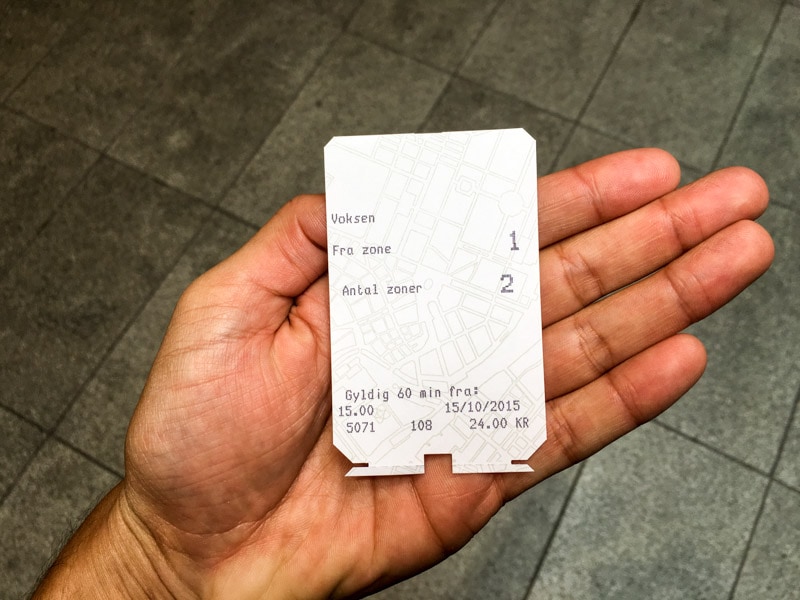 Voksen
Fra zone 1
Antal zoner 2
Gyldig 60 min fra:
15.00 15/10/2015
5071 108 24.00 KR